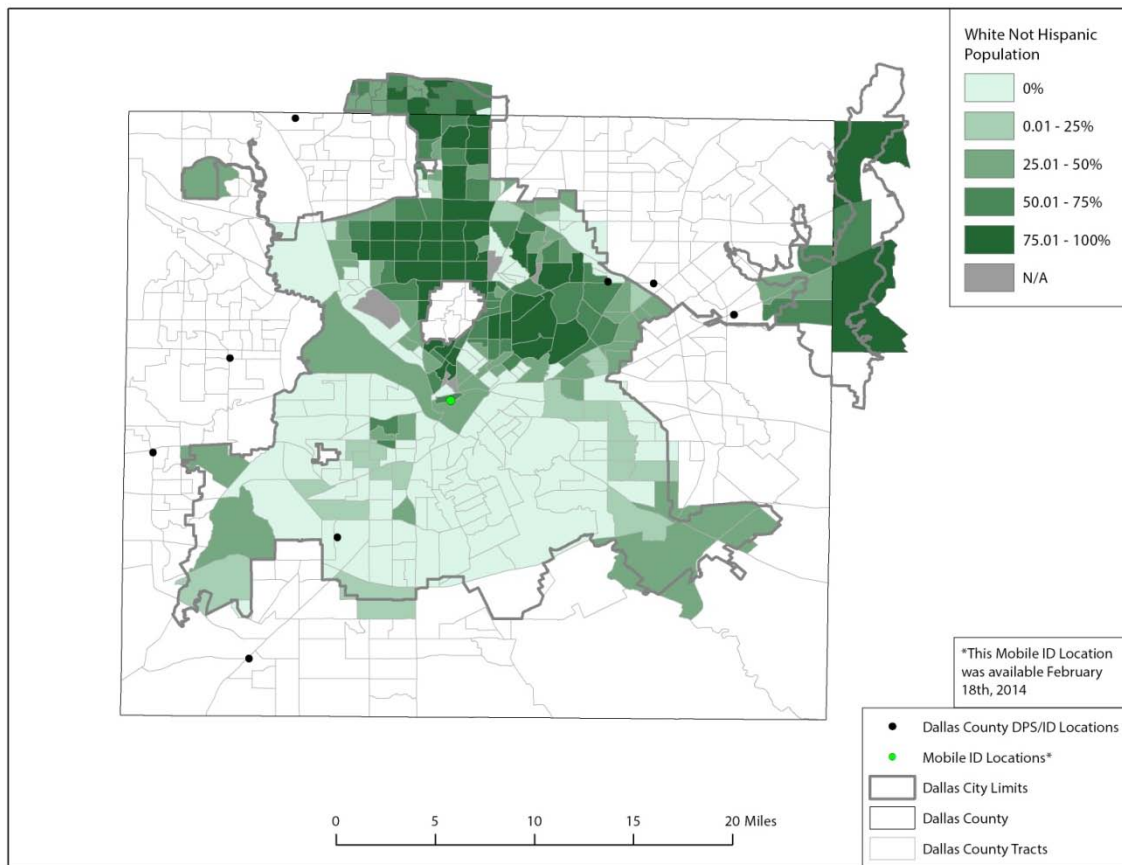 White Not Hispanic
Population
0%
0.01 - 25%
25.01 - 50%
50.01 - 75%
75.01 - 100%
N/A
*This Mobile ID Location
was available February
18th, 2014
Dallas County DPS/ID Locations
Mobile ID Locations*
Dallas City Limits
Dallas County
Dallas County Tracts
0 5 10 15 20 Miles